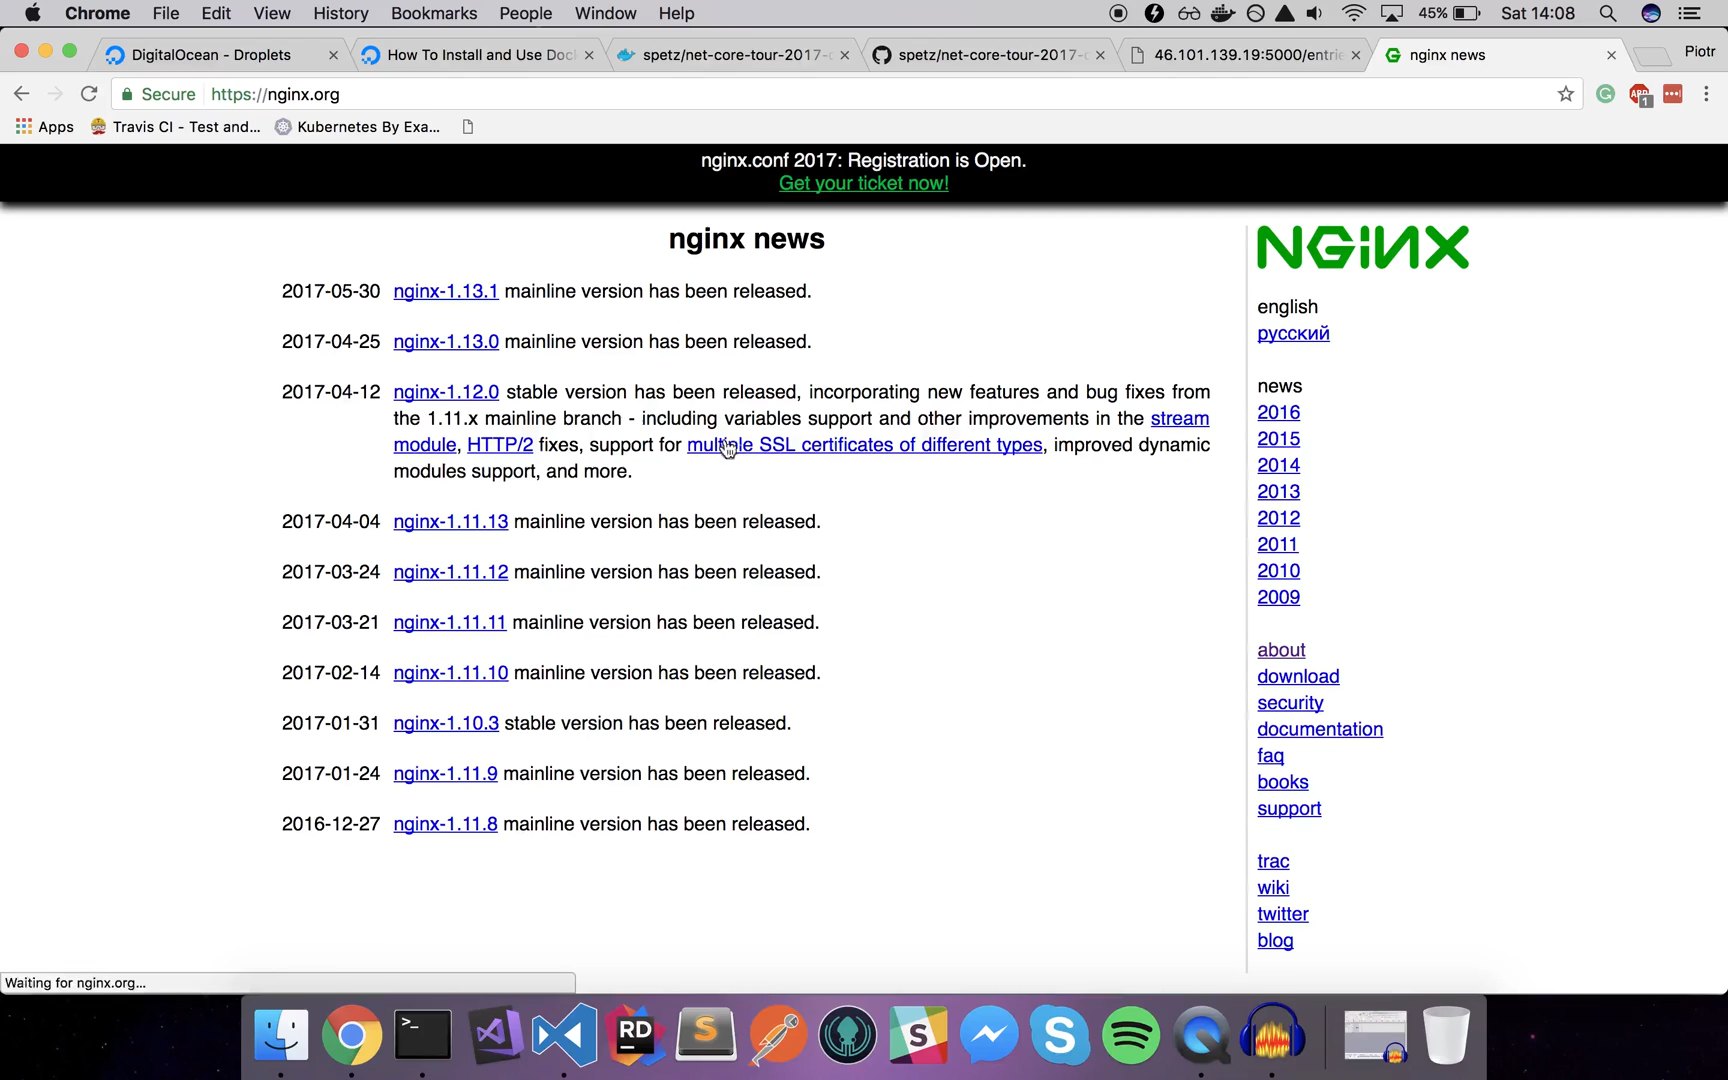 Chrome File Edit View History Bookmarks People Window Help 45% Sat 14:08
DigitalOcean - Droplets How To Install and Use Doc spetz/net-core-tour-2017- spetz/net-core-tour-2017- 46.101.139.19:5000/entrie nginx news Piotr
Secure https://nginx.org ABP 1
Apps Travis CI - Test and... Kubernetes By Exa...
nginx.conf 2017: Registration is Open.
Get your ticket now!
nginx news
2017-05-30 nginx-1.13.1 mainline version has been released.
2017-04-25 nginx-1.13.0 mainline version has been released.
2017-04-12 nginx-1.12.0 stable version has been released, incorporating new features and bug fixes from
the 1.11.x mainline branch - including variables support and other improvements in the stream
module, HTTP/2 fixes, support for multiple SSL certificates of different types, improved dynamic
modules support, and more.
2017-04-04 nginx-1.11.13 mainline version has been released.
2017-03-24 nginx-1.11.12 mainline version has been released.
2017-03-21 nginx-1.11.11 mainline version has been released.
2017-02-14 nginx-1.11.10 mainline version has been released.
2017-01-31 nginx-1.10.3 stable version has been released.
2017-01-24 nginx-1.11.9 mainline version has been released.
2016-12-27 nginx-1.11.8 mainline version has been released.
NGINX
english
русский
news
2016
2015
2014
2013
2012
2011
2010
2009
about
download
security
documentation
faq
books
support
trac
wiki
twitter
blog
Waiting for nginx.org...
RD